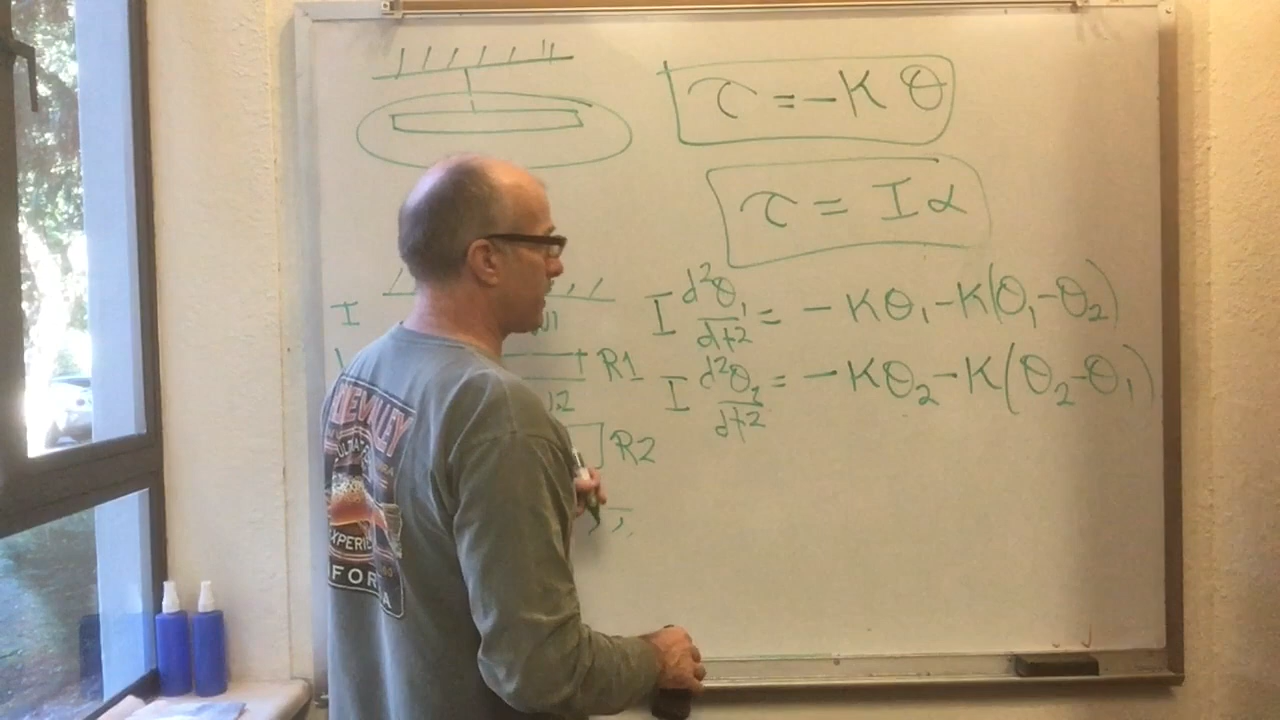 τ = -K θ
τ = I α
I
I d²θ₁/dt2 = -Kθ₁-K(θ₁-θ₂)
R1
I d²θ₂/dt2 = -Kθ₂-K(θ₂-θ₁)
R2